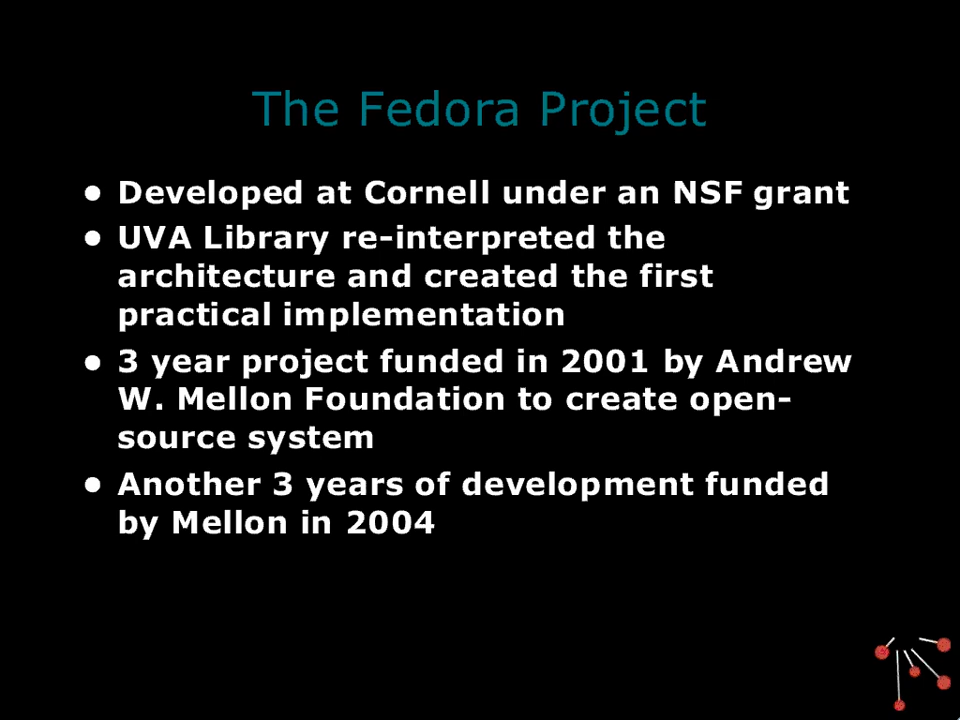 The Fedora Project
• Developed at Cornell under an NSF grant
• UVA Library re-interpreted the
architecture and created the first
practical implementation
• 3 year project funded in 2001 by Andrew
W. Mellon Foundation to create open-
source system
• Another 3 years of development funded
by Mellon in 2004